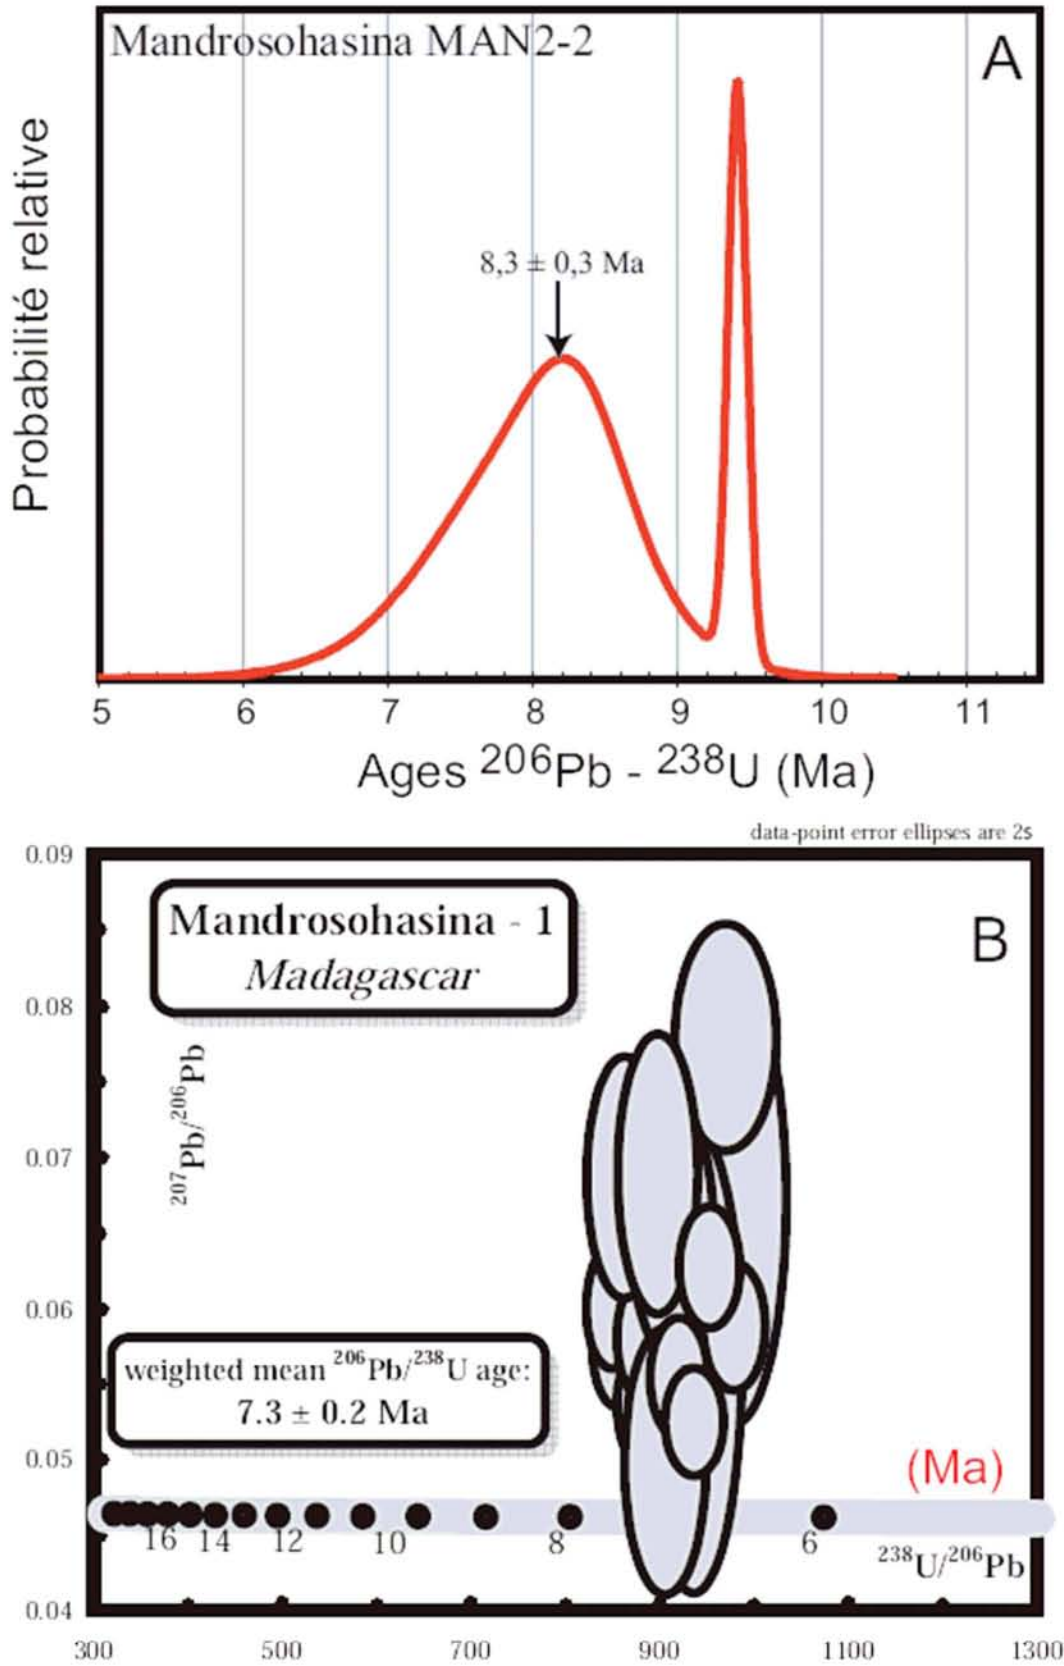 Mandrosohasina MAN2-2
A
Probabilité relative
8,3 ± 0,3 Ma
5 6 7 8 9 10 11
Ages ²⁰⁶Pb - ²³⁸U (Ma)
data-point error ellipses are 2s
0.09
Mandrosohasina - 1
Madagascar
B
0.08
²⁰⁷Pb/²⁰⁶Pb
0.07
0.06
weighted mean ²⁰⁶Pb/²³⁸U age:
7.3 ± 0.2 Ma
0.05
(Ma)
16 14 12 10 8 6
²³⁸U/²⁰⁶Pb
0.04
300 500 700 900 1100 1300